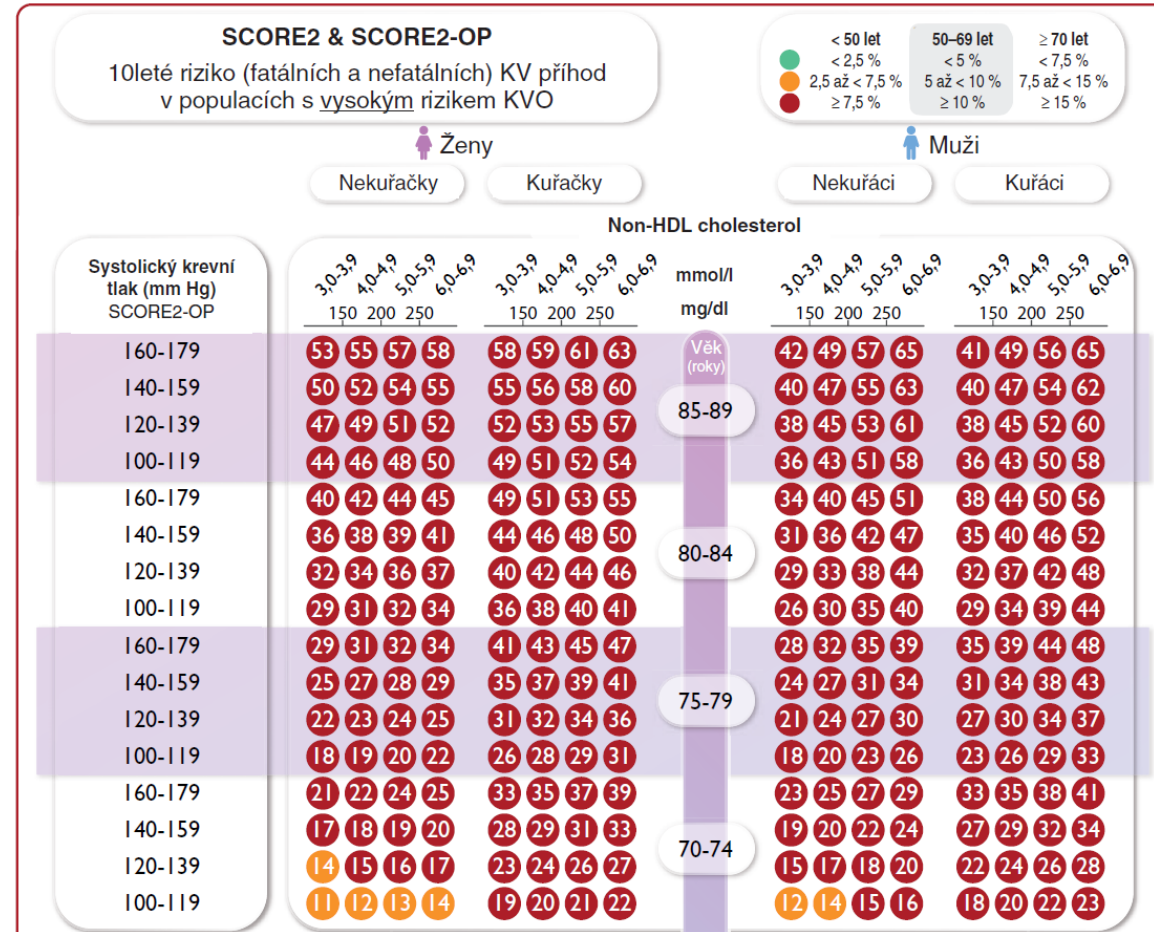 SCORE2 & SCORE2-OP
10leté riziko (fatálních a nefatálních) KV příhod
v populacích s vysokým rizikem KVO
< 50 let 50–69 let ≥ 70 let
< 2,5 % < 5 % < 7,5 %
2,5 až < 7,5 % 5 až < 10 % 7,5 až < 15 %
≥ 7,5 % ≥ 10 % ≥ 15 %
Ženy Muži
Nekuřačky Kuřačky Nekuřáci Kuřáci
Non-HDL cholesterol
Systolický krevní
tlak (mm Hg)
SCORE2-OP
3,0-3,9 4,0-4,9 5,0-5,9 6,0-6,9 3,0-3,9 4,0-4,9 5,0-5,9 6,0-6,9 mmol/l 3,0-3,9 4,0-4,9 5,0-5,9 6,0-6,9 3,0-3,9 4,0-4,9 5,0-5,9 6,0-6,9
150 200 250 150 200 250 mg/dl 150 200 250 150 200 250
Věk
(roky)
160-179 53 55 57 58 58 59 61 63 42 49 57 65 41 49 56 65
140-159 50 52 54 55 55 56 58 60 40 47 55 63 40 47 54 62
85-89
120-139 47 49 51 52 52 53 55 57 38 45 53 61 38 45 52 60
100-119 44 46 48 50 49 51 52 54 36 43 51 58 36 43 50 58
160-179 40 42 44 45 49 51 53 55 34 40 45 51 38 44 50 56
140-159 36 38 39 41 44 46 48 50 31 36 42 47 35 40 46 52
80-84
120-139 32 34 36 37 40 42 44 46 29 33 38 44 32 37 42 48
100-119 29 31 32 34 36 38 40 41 26 30 35 40 29 34 39 44
160-179 29 31 32 34 41 43 45 47 28 32 35 39 35 39 44 48
140-159 25 27 28 29 35 37 39 41 24 27 31 34 31 34 38 43
75-79
120-139 22 23 24 25 31 32 34 36 21 24 27 30 27 30 34 37
100-119 18 19 20 22 26 28 29 31 18 20 23 26 23 26 29 33
160-179 21 22 24 25 33 35 37 39 23 25 27 29 33 35 38 41
140-159 17 18 19 20 28 29 31 33 19 20 22 24 27 29 32 34
70-74
120-139 14 15 16 17 23 24 26 27 15 17 18 20 22 24 26 28
100-119 11 12 13 14 19 20 21 22 12 14 15 16 18 20 22 23